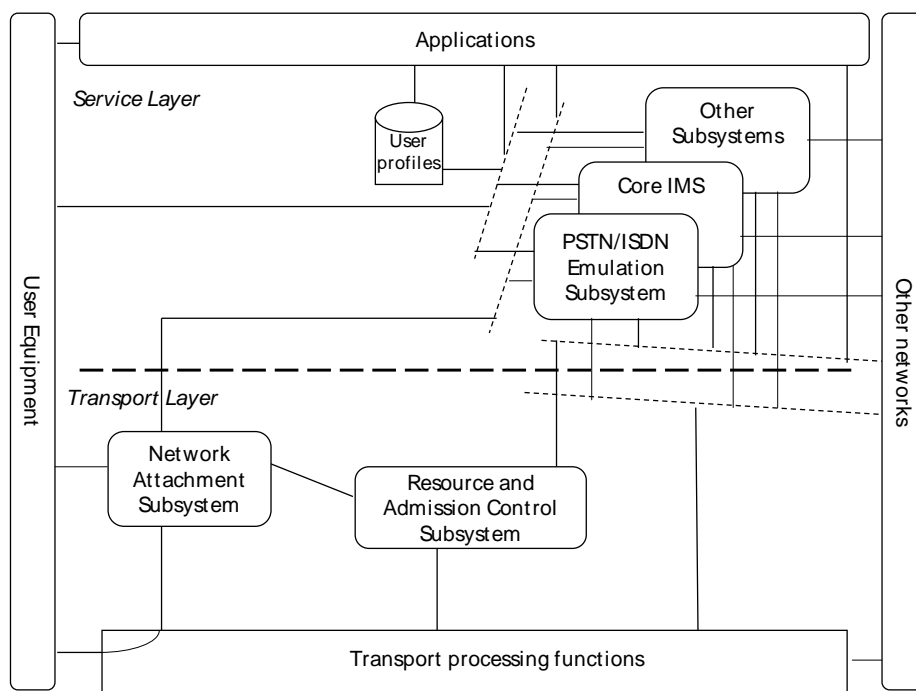 Applications
Service Layer
User
profiles
Other
Subsystems
Core IMS
PSTN/ISDN
Emulation
Subsystem
User Equipment
Other networks
Transport Layer
Network
Attachment
Subsystem
Resource and
Admission Control
Subsystem
Transport processing functions